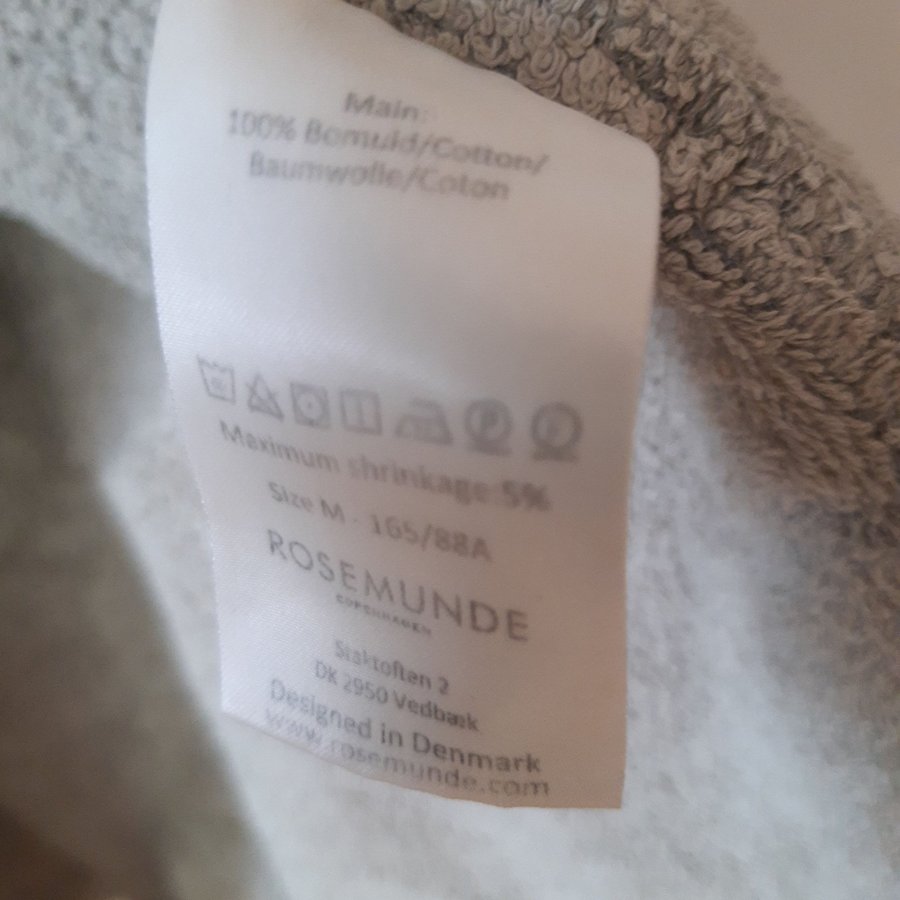 Main:
100% Bomuld/Cotton/
Baumwolle/Coton
Maximum shrinkage 5%
Size M - 165/88A
ROSEMUNDE
COPENHAGEN
Staktoften 2
DK 2950 Vedbæk
Designed in Denmark
www.rosemunde.com